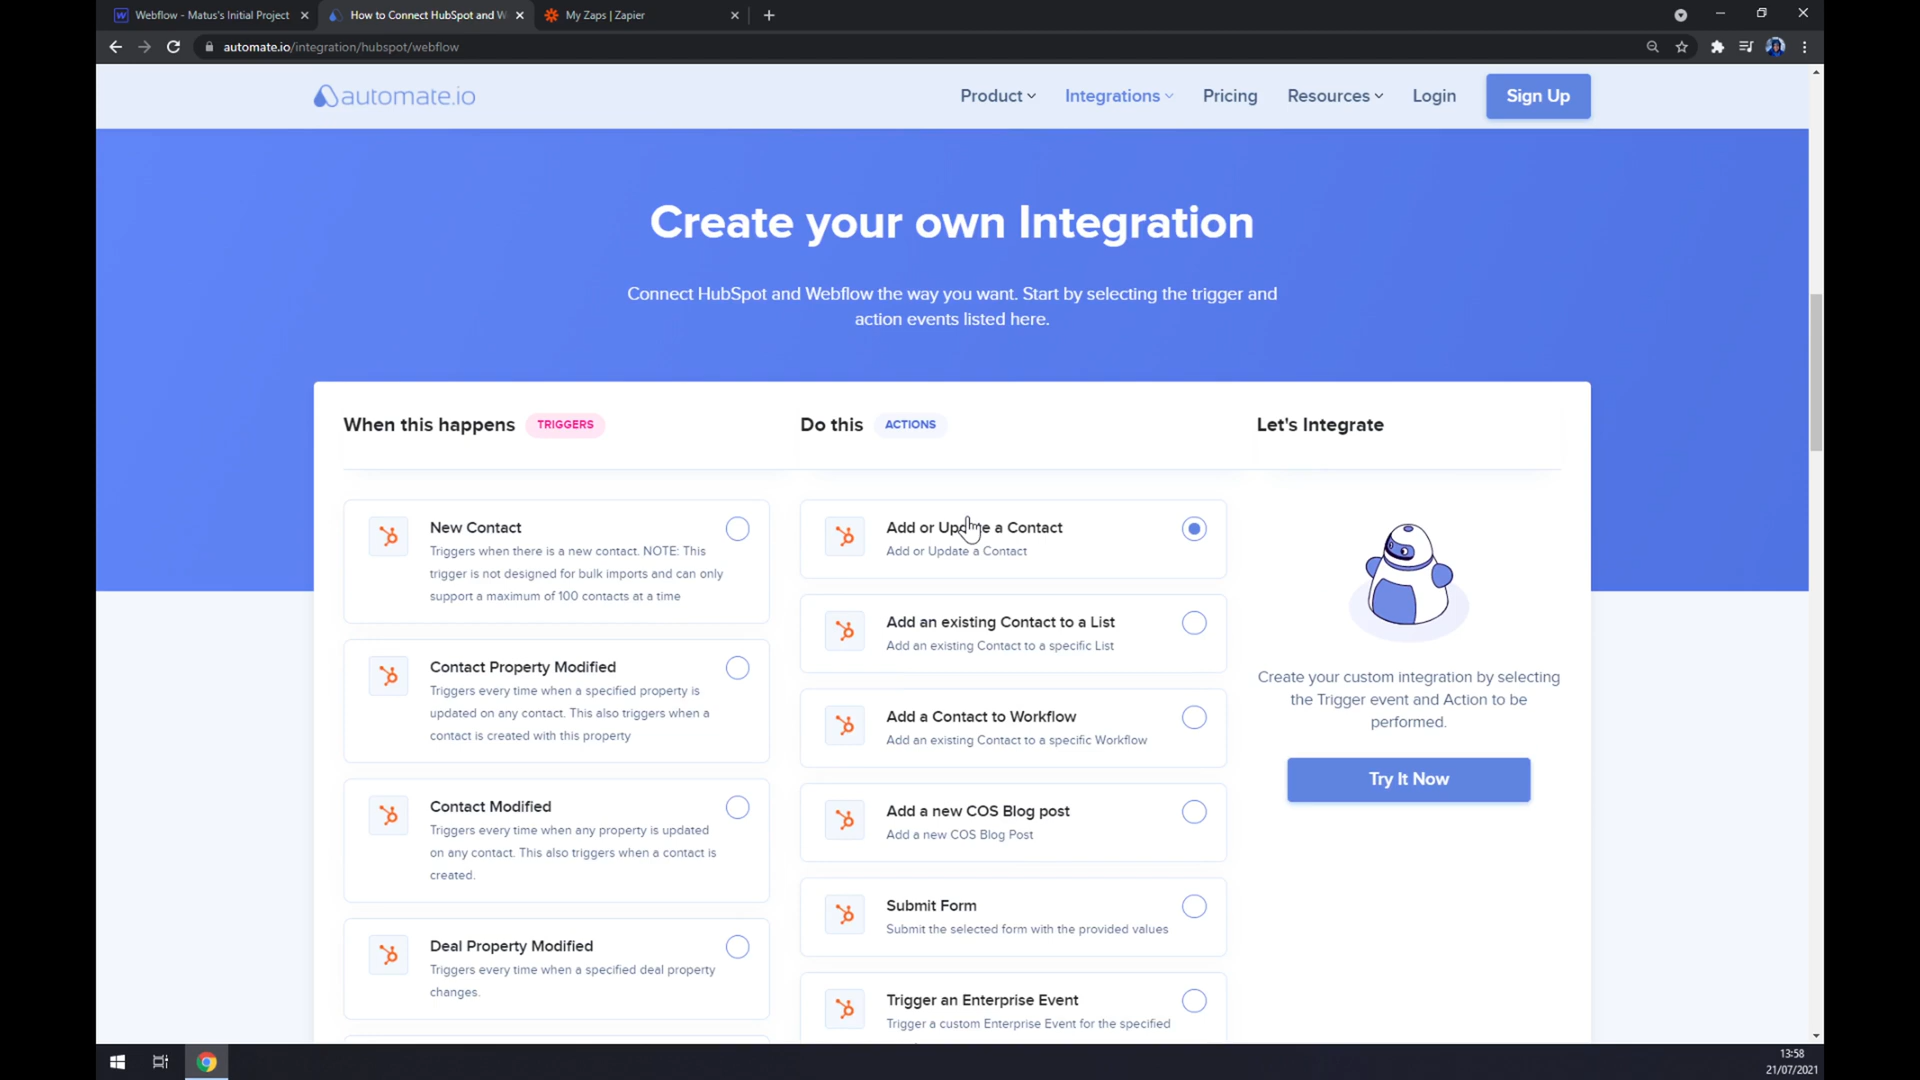 Webflow - Matus's Initial Project
How to Connect HubSpot and W
My Zaps | Zapier
automate.io/integration/hubspot/webflow
automate.io
Product
Integrations
Pricing
Resources
Login
Sign Up
Create your own Integration
Connect HubSpot and Webflow the way you want. Start by selecting the trigger and
action events listed here.
When this happens
TRIGGERS
Do this
ACTIONS
Let's Integrate
New Contact
Triggers when there is a new contact. NOTE: This
trigger is not designed for bulk imports and can only
support a maximum of 100 contacts at a time
Contact Property Modified
Triggers every time when a specified property is
updated on any contact. This also triggers when a
contact is created with this property
Contact Modified
Triggers every time when any property is updated
on any contact. This also triggers when a contact is
created.
Deal Property Modified
Triggers every time when a specified deal property
changes.
Add or Update a Contact
Add or Update a Contact
Add an existing Contact to a List
Add an existing Contact to a specific List
Add a Contact to Workflow
Add an existing Contact to a specific Workflow
Add a new COS Blog post
Add a new COS Blog Post
Submit Form
Submit the selected form with the provided values
Trigger an Enterprise Event
Trigger a custom Enterprise Event for the specified
Create your custom integration by selecting
the Trigger event and Action to be
performed.
Try It Now
13:58
21/07/2021